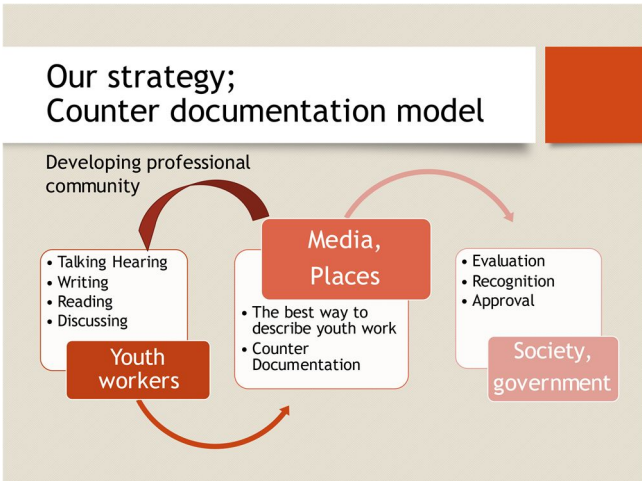 Our strategy;
Counter documentation model
Developing professional
community
• Talking Hearing
• Writing
• Reading
• Discussing
Youth
workers
Media,
Places
• The best way to
describe youth work
• Counter
Documentation
• Evaluation
• Recognition
• Approval
Society,
government